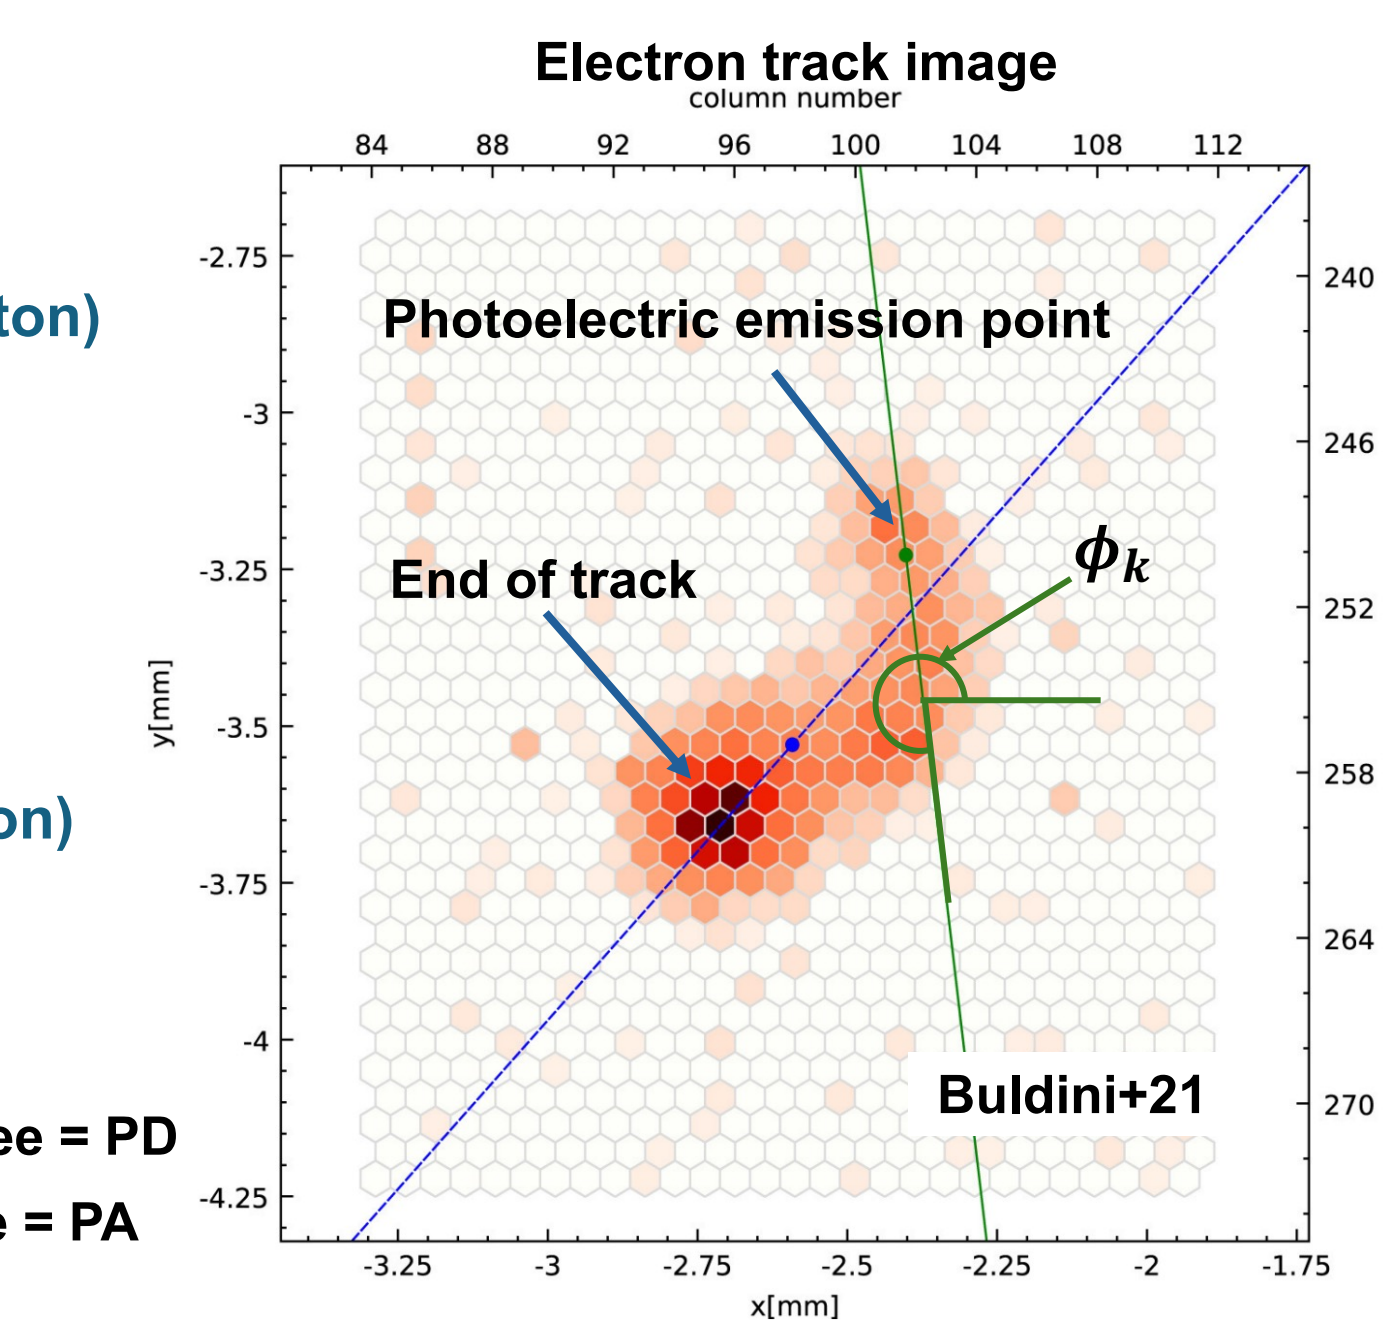 Electron track image
column number
84 88 92 96 100 104 108 112
-2.75
240
ton)
Photoelectric emission point
-3
246
ϕk
-3.25
End of track
252
y[mm]
-3.5
258
on)
-3.75
264
-4
Buldini+21
270
ee = PD
-4.25
e = PA
-3.25 -3 -2.75 -2.5 -2.25 -2 -1.75
x[mm]